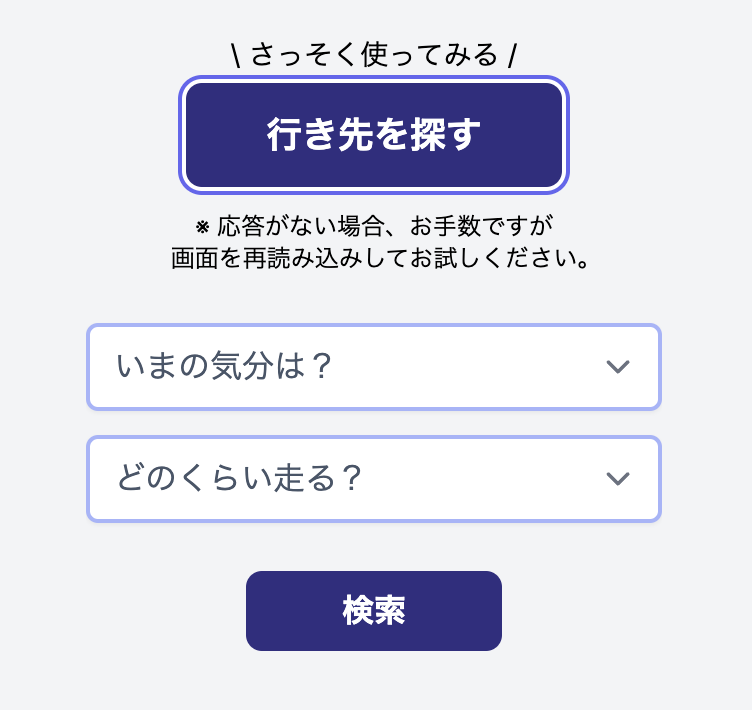 \ さっそく使ってみる /
行き先を探す
※ 応答がない場合、お手数ですが
画面を再読み込みしてお試しください。
いまの気分は？
どのくらい走る？
検索